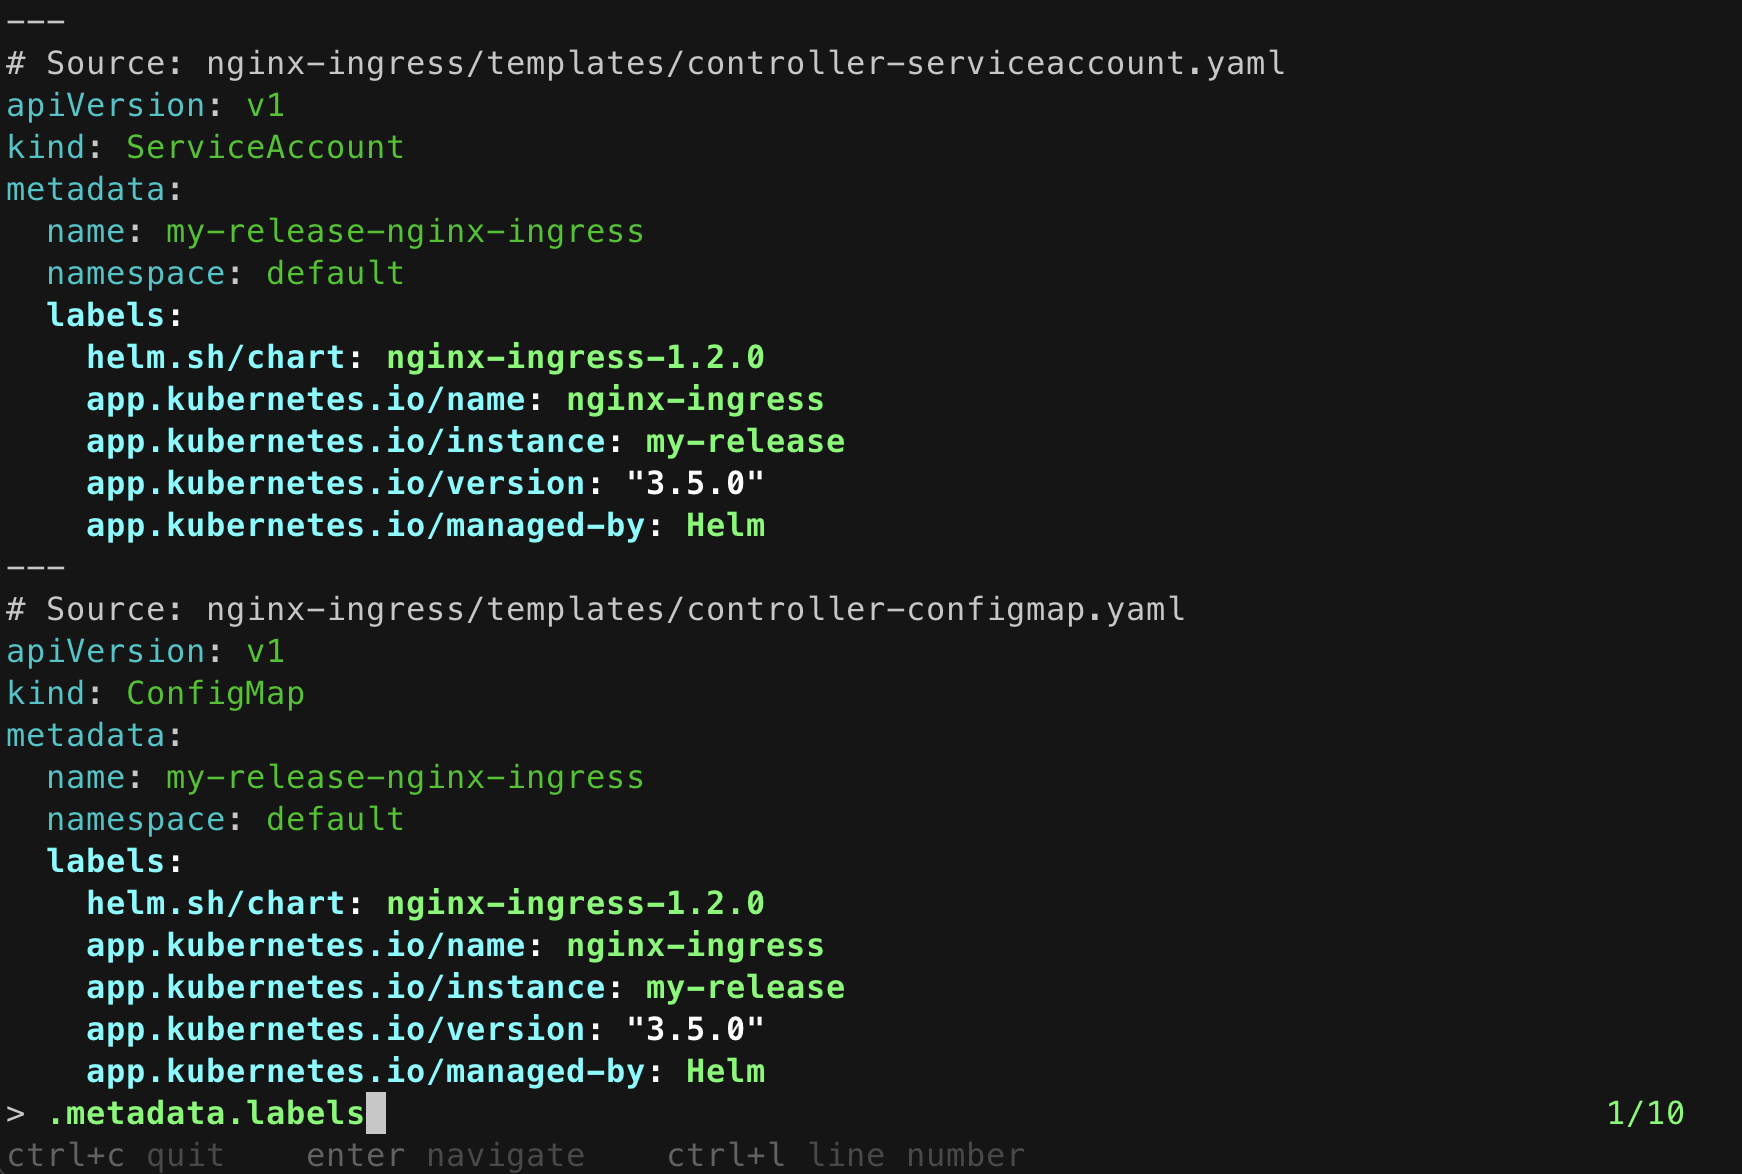 ---
# Source: nginx-ingress/templates/controller-serviceaccount.yaml
apiVersion: v1
kind: ServiceAccount
metadata:
  name: my-release-nginx-ingress
  namespace: default
  labels:
    helm.sh/chart: nginx-ingress-1.2.0
    app.kubernetes.io/name: nginx-ingress
    app.kubernetes.io/instance: my-release
    app.kubernetes.io/version: "3.5.0"
    app.kubernetes.io/managed-by: Helm
---
# Source: nginx-ingress/templates/controller-configmap.yaml
apiVersion: v1
kind: ConfigMap
metadata:
  name: my-release-nginx-ingress
  namespace: default
  labels:
    helm.sh/chart: nginx-ingress-1.2.0
    app.kubernetes.io/name: nginx-ingress
    app.kubernetes.io/instance: my-release
    app.kubernetes.io/version: "3.5.0"
    app.kubernetes.io/managed-by: Helm
> .metadata.labels 1/10
ctrl+c quit    enter navigate    ctrl+l line number